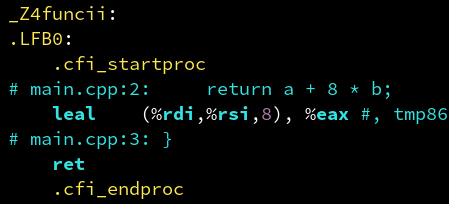 _Z4funcii:
.LFB0:
.cfi_startproc
# main.cpp:2: return a + 8 * b;
leal (%rdi,%rsi,8), %eax #, tmp86
# main.cpp:3: }
ret
.cfi_endproc